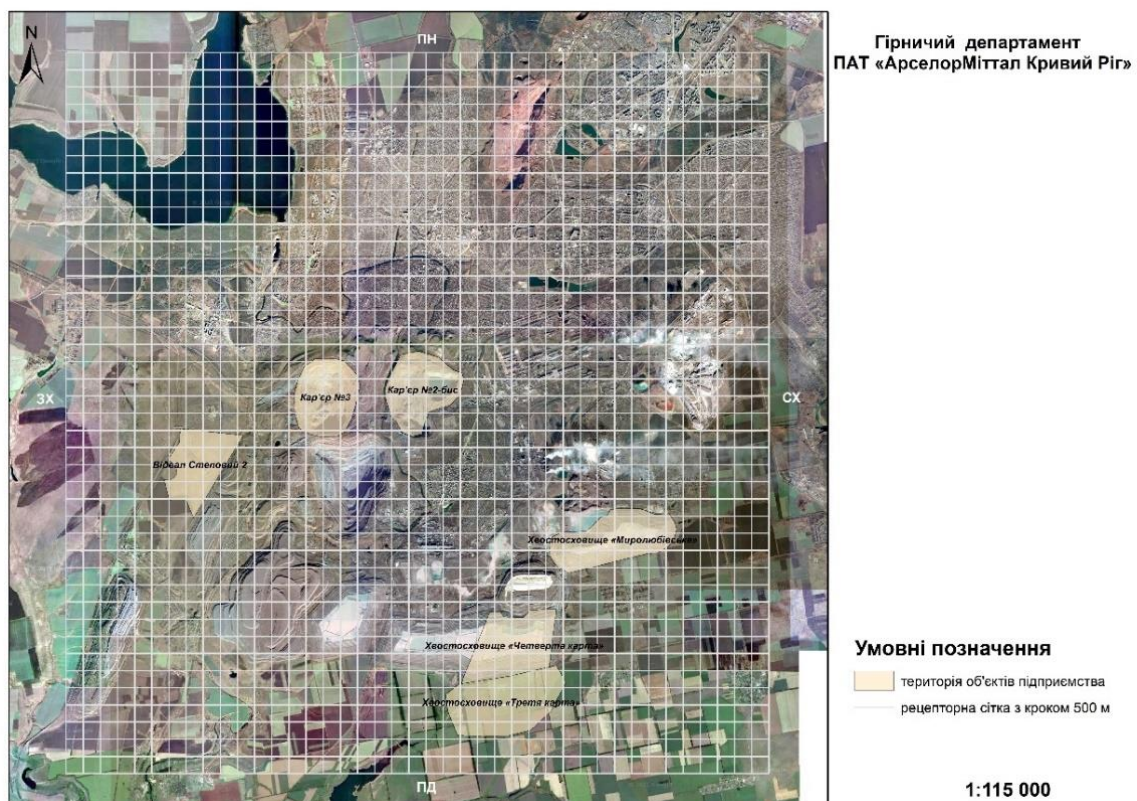 N
ПН
Гірничий департамент
ПАТ «АрселорМіттал Кривий Ріг»
ЗХ
Кар'єр №3
Кар'єр №2-бис
СХ
Відвал Степовий 2
Хвостосховище «Миролюбівське»
Хвостосховище «Четверта карта»
Хвостосховище «Третя карта»
ПД
Умовні позначення
територія об'єктів підприємства
рецепторна сітка з кроком 500 м
1:115 000